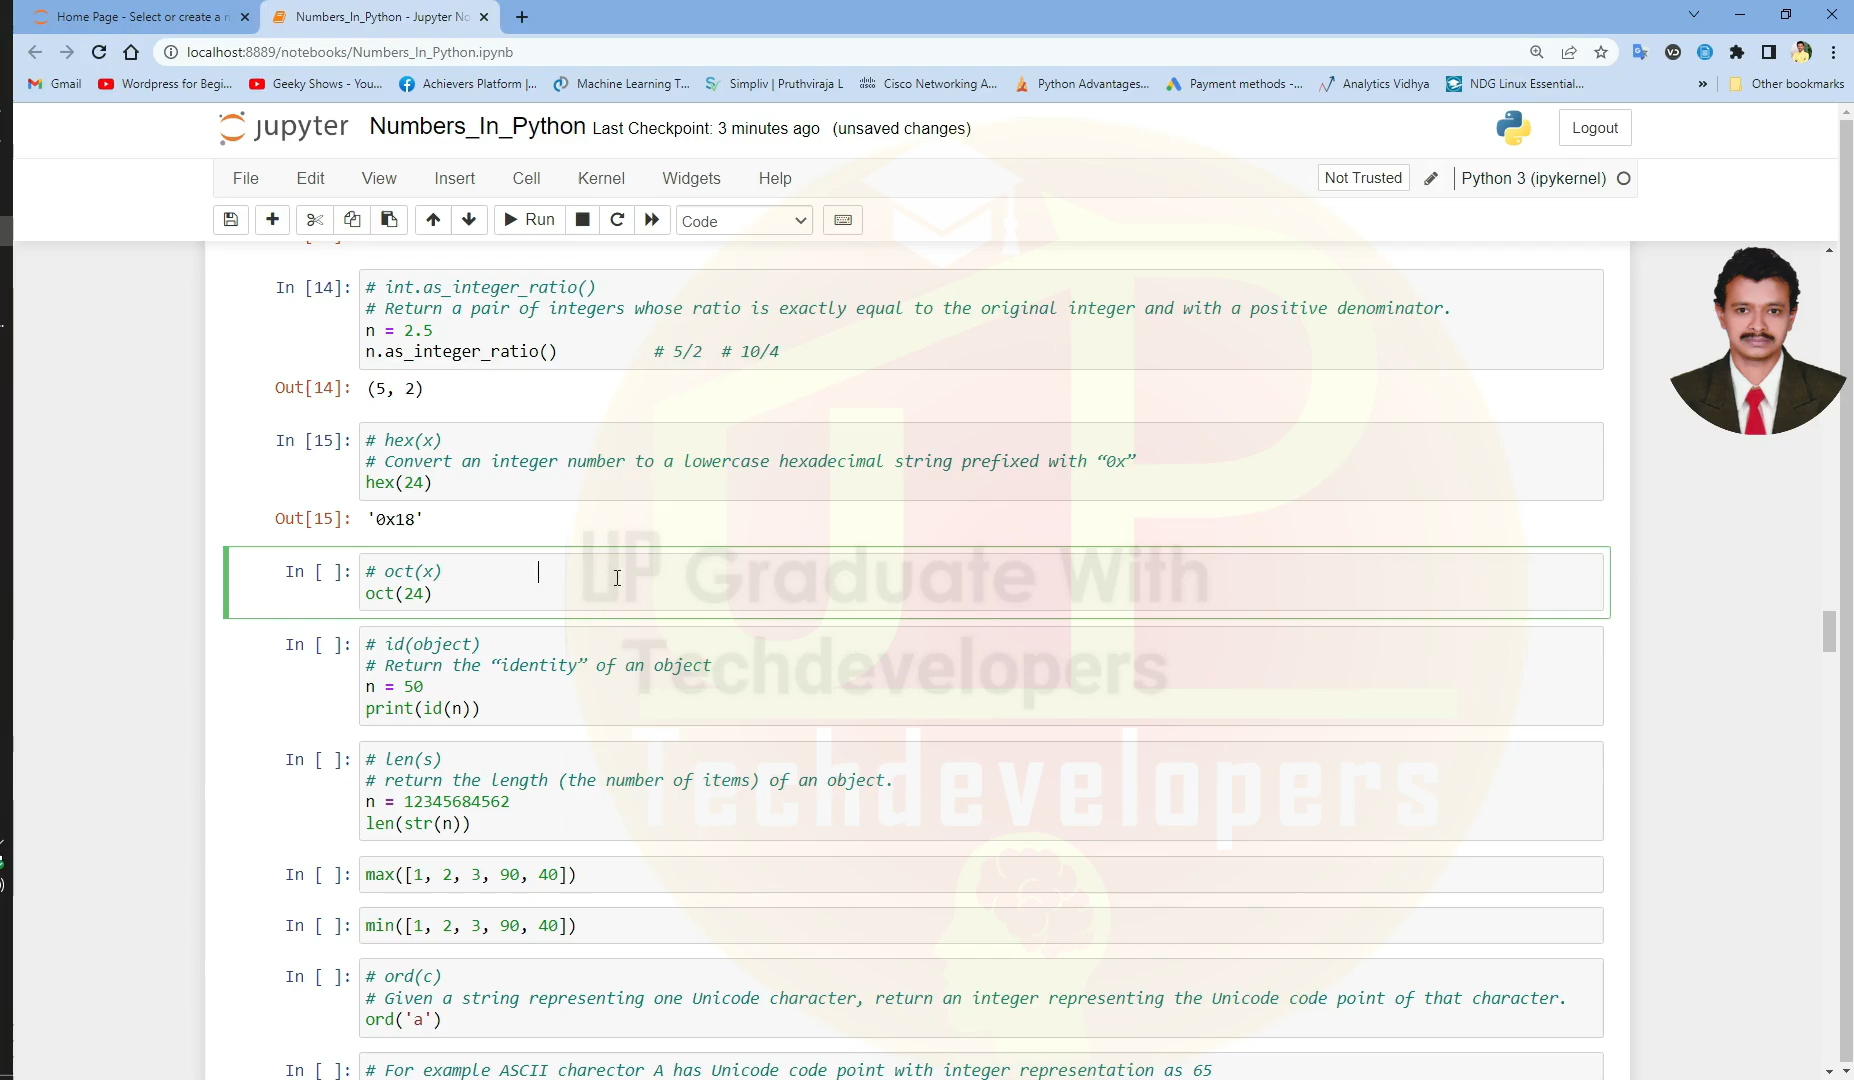 Home Page - Select or create a n
Numbers_In_Python - Jupyter No
localhost:8889/notebooks/Numbers_In_Python.ipynb
Gmail
Wordpress for Begi...
Geeky Shows - You...
Achievers Platform |...
Machine Learning T...
Simpliv | Pruthviraja L
Cisco Networking A...
Python Advantages...
Payment methods -...
Analytics Vidhya
NDG Linux Essential...
»
Other bookmarks
jupyter Numbers_In_Python Last Checkpoint: 3 minutes ago (unsaved changes)
Logout
File Edit View Insert Cell Kernel Widgets Help
Not Trusted
Python 3 (ipykernel)
Run
Code
In [14]: # int.as_integer_ratio()
# Return a pair of integers whose ratio is exactly equal to the original integer and with a positive denominator.
n = 2.5
n.as_integer_ratio() # 5/2 # 10/4
Out[14]: (5, 2)
In [15]: # hex(x)
# Convert an integer number to a lowercase hexadecimal string prefixed with “0x”
hex(24)
Out[15]: '0x18'
In [ ]: # oct(x)
oct(24)
UP Graduate With
Techdevelopers
In [ ]: # id(object)
# Return the “identity” of an object
n = 50
print(id(n))
In [ ]: # len(s)
# return the length (the number of items) of an object.
n = 12345684562
len(str(n))
Techdevelopers
In [ ]: max([1, 2, 3, 90, 40])
In [ ]: min([1, 2, 3, 90, 40])
In [ ]: # ord(c)
# Given a string representing one Unicode character, return an integer representing the Unicode code point of that character.
ord('a')
In [ ]: # For example ASCII charector A has Unicode code point with integer representation as 65